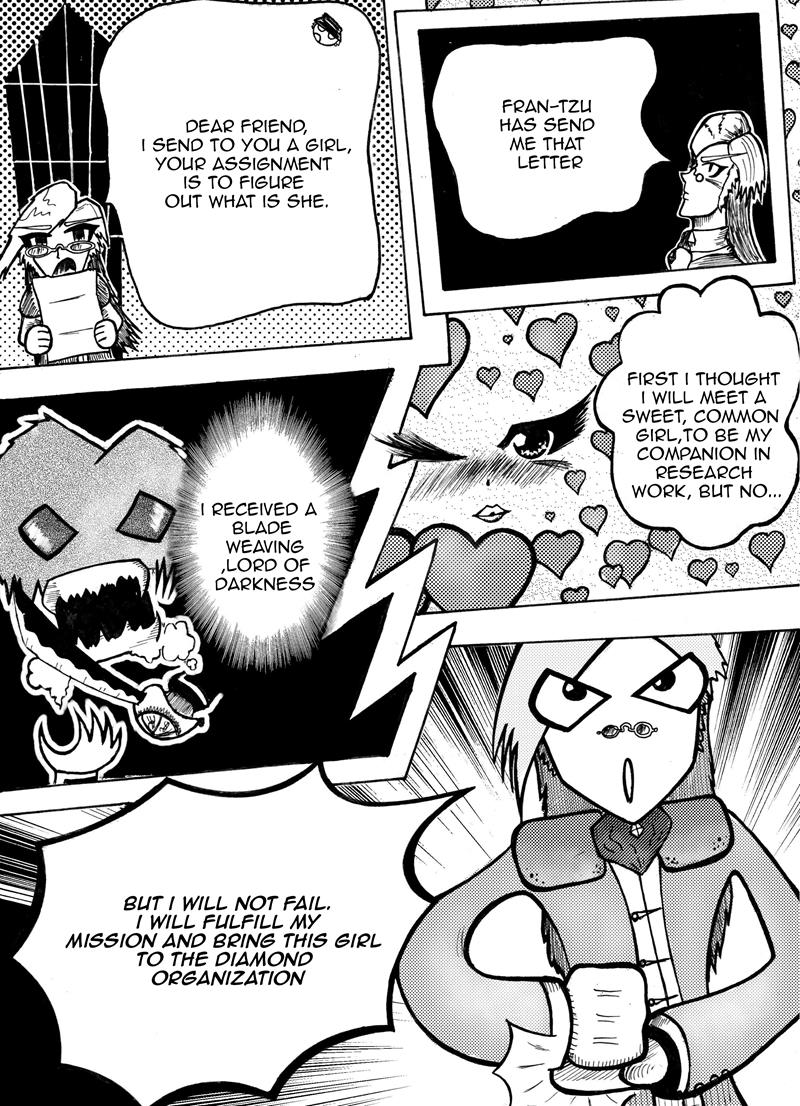 DEAR FRIEND,
I SEND TO YOU A GIRL,
YOUR ASSIGNMENT
IS TO FIGURE
OUT WHAT IS SHE.
FRAN-TZU
HAS SEND
ME THAT
LETTER
FIRST I THOUGHT
I WILL MEET A
SWEET, COMMON
GIRL,TO BE MY
COMPANION IN
RESEARCH
WORK, BUT NO...
I RECEIVED A
BLADE
WEAVING
,LORD OF
DARKNESS
BUT I WILL NOT FAIL.
I WILL FULFILL MY
MISSION AND BRING THIS GIRL
TO THE DIAMOND
ORGANIZATION